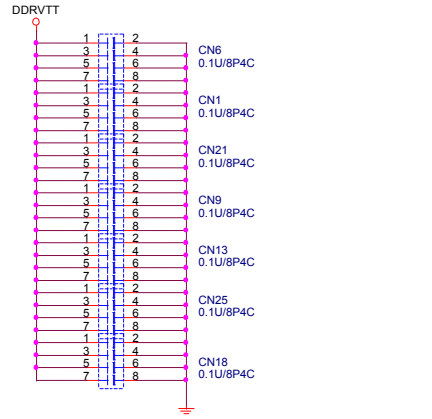 DDRVTT
1 2
3 4 CN6
5 6 0.1U/8P4C
7 8
1 2
3 4 CN1
5 6 0.1U/8P4C
7 8
1 2
3 4 CN21
5 6 0.1U/8P4C
7 8
1 2
3 4 CN9
5 6 0.1U/8P4C
7 8
1 2
3 4 CN13
5 6 0.1U/8P4C
7 8
1 2
3 4 CN25
5 6 0.1U/8P4C
7 8
1 2
3 4 CN18
5 6 0.1U/8P4C
7 8